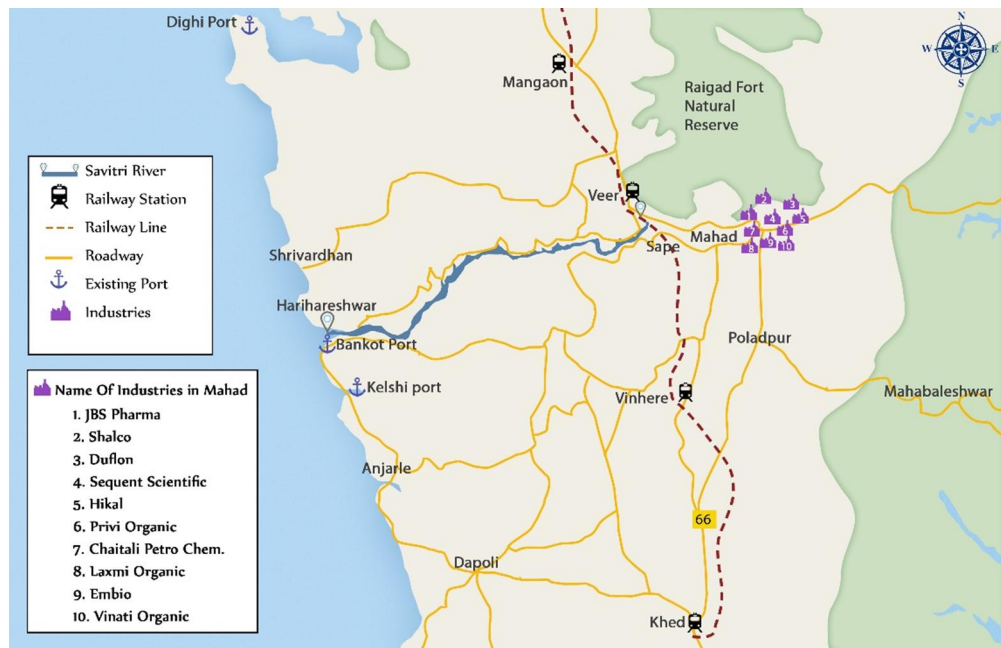 Dighi Port
N
W
E
S
Mangaon
Raigad Fort
Natural
Reserve
Savitri River
Railway Station
Railway Line
Roadway
Existing Port
Industries
Veer
1
2
3
4
5
6
7
8
9
10
Mahad
Sape
Shrivardhan
Harihareshwar
Bankot Port
Poladpur
Kelshi port
Vinhere
Mahabaleshwar
Anjarle
66
Dapoli
Khed
Name Of Industries in Mahad
1. JBS Pharma
2. Shalco
3. Duflon
4. Sequent Scientific
5. Hikal
6. Privi Organic
7. Chaitali Petro Chem.
8. Laxmi Organic
9. Embio
10. Vinati Organic